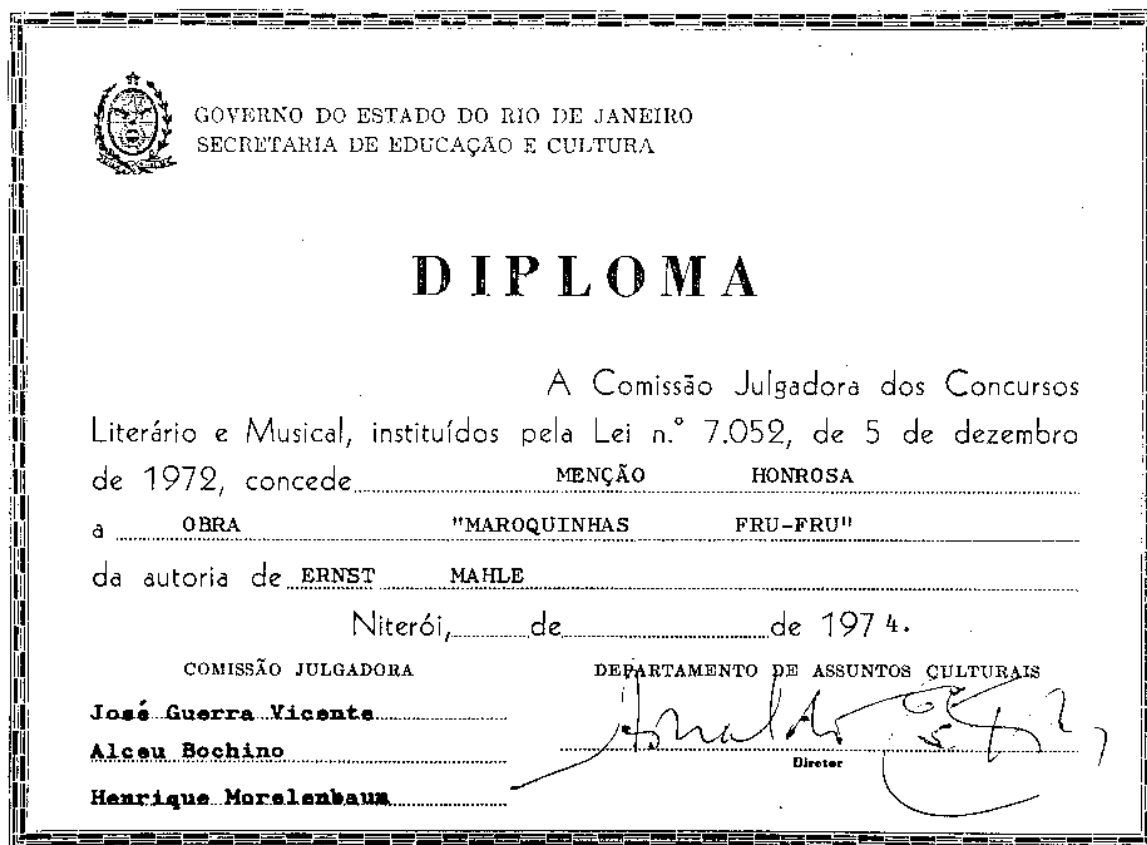 GOVERNO DO ESTADO DO RIO DE JANEIRO
SECRETARIA DE EDUCAÇÃO E CULTURA
DIPLOMA
A Comissão Julgadora dos Concursos
Literário e Musical, instituídos pela Lei n.º 7.052, de 5 de dezembro
de 1972, concede MENÇÃO HONROSA
a OBRA "MAROQUINHAS FRU-FRU"
da autoria de ERNST MAHLE
Niterói, de de 1974.
COMISSÃO JULGADORA
José Guerra Vicente
Alceu Bochino
Henrique Morelenbaum
DEPARTAMENTO DE ASSUNTOS CULTURAIS
Arnaldo
Diretor